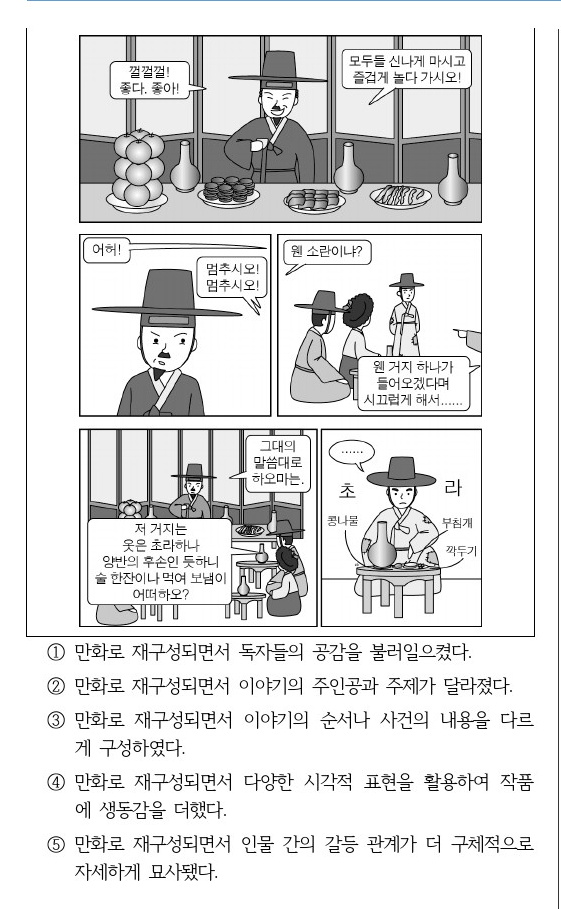 껄껄껄!
좋다, 좋아!
모두들 신나게 마시고
즐겁게 놀다 가시오!
어허!
멈추시오!
멈추시오!
웬 소란이냐?
웬 거지 하나가
들어오겠다며
시끄럽게 해서……
그대의
말씀대로
하오마는.
저 거지는
옷은 초라하나
양반의 후손인 듯하니
술 한잔이나 먹여 보냄이
어떠하오?
……
초 라
콩나물
부침개
깍두기
① 만화로 재구성되면서 독자들의 공감을 불러일으켰다.
② 만화로 재구성되면서 이야기의 주인공과 주제가 달라졌다.
③ 만화로 재구성되면서 이야기의 순서나 사건의 내용을 다르
게 구성하였다.
④ 만화로 재구성되면서 다양한 시각적 표현을 활용하여 작품
에 생동감을 더했다.
⑤ 만화로 재구성되면서 인물 간의 갈등 관계가 더 구체적으로
자세하게 묘사됐다.